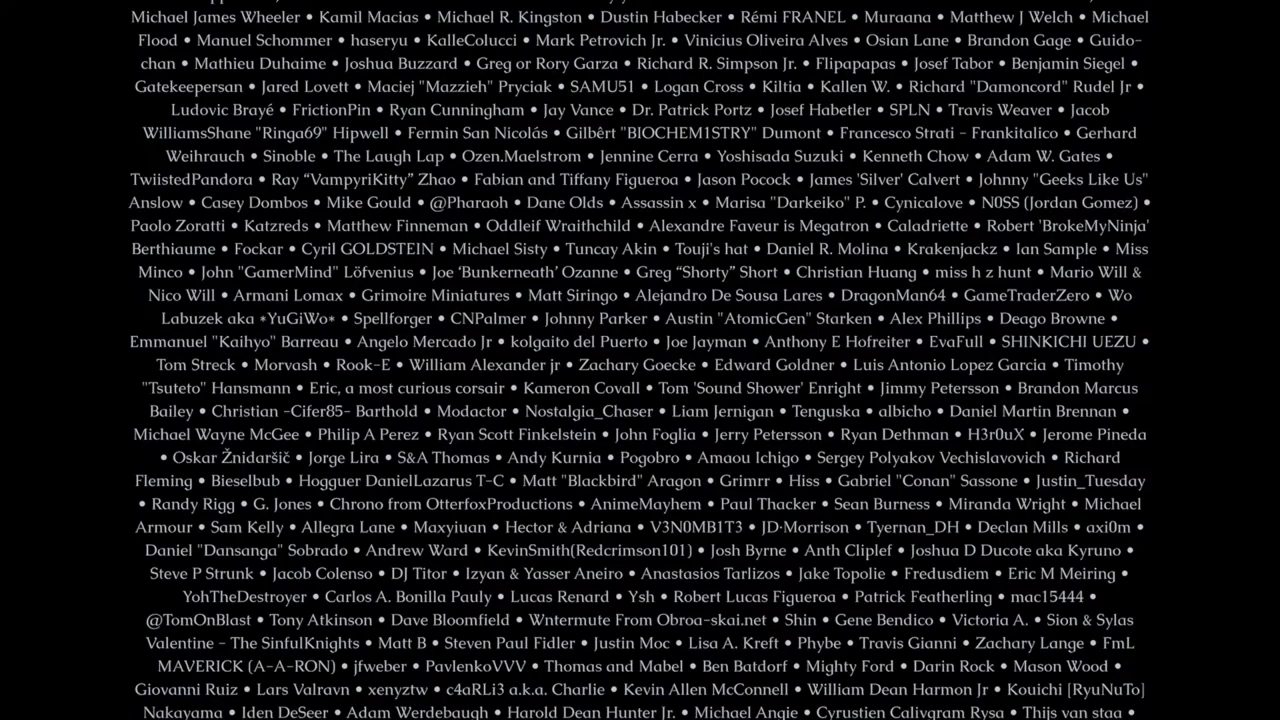 Michael James Wheeler • Kamil Macias • Michael R. Kingston • Dustin Habecker • Rémi FRANEL • Muraana • Matthew J Welch • Michael
Flood • Manuel Schommer • haseryu • KalleColucci • Mark Petrovich Jr. • Vinicius Oliveira Alves • Osian Lane • Brandon Gage • Guido-
chan • Mathieu Duhaime • Joshua Buzzard • Greg or Rory Garza • Richard R. Simpson Jr. • Flipapapas • Josef Tabor • Benjamin Siegel •
Gatekeepersan • Jared Lovett • Maciej "Mazzieh" Pryciak • SAMU51 • Logan Cross • Kiltia • Kallen W. • Richard "Damoncord" Rudel Jr •
Ludovic Brayé • FrictionPin • Ryan Cunningham • Jay Vance • Dr. Patrick Portz • Josef Habetler • SPLN • Travis Weaver • Jacob
WilliamsShane "Ringa69" Hipwell • Fermin San Nicolás • Gilbêrt "BIOCHEM1STRY" Dumont • Francesco Strati - Frankitalico • Gerhard
Weihrauch • Sinoble • The Laugh Lap • Ozen.Maelstrom • Jennine Cerra • Yoshisada Suzuki • Kenneth Chow • Adam W. Gates •
TwiistedPandora • Ray “VampyriKitty” Zhao • Fabian and Tiffany Figueroa • Jason Pocock • James 'Silver' Calvert • Johnny "Geeks Like Us"
Anslow • Casey Dombos • Mike Gould • @Pharaoh • Dane Olds • Assassin x • Marisa "Darkeiko" P. • Cynicalove • N0SS (Jordan Gomez) •
Paolo Zoratti • Katzreds • Matthew Finneman • Oddleif Wraithchild • Alexandre Faveur is Megatron • Caladriette • Robert 'BrokeMyNinja'
Berthiaume • Fockar • Cyril GOLDSTEIN • Michael Sisty • Tuncay Akin • Touji's hat • Daniel R. Molina • Krakenjackz • Ian Sample • Miss
Minco • John "GamerMind" Löfvenius • Joe ‘Bunkerneath’ Ozanne • Greg “Shorty” Short • Christian Huang • miss h z hunt • Mario Will &
Nico Will • Armani Lomax • Grimoire Miniatures • Matt Siringo • Alejandro De Sousa Lares • DragonMan64 • GameTraderZero • Wo
Labuzek aka *YuGiWo* • Spellforger • CNPalmer • Johnny Parker • Austin "AtomicGen" Starken • Alex Phillips • Deago Browne •
Emmanuel "Kaihyo" Barreau • Angelo Mercado Jr • kolgaito del Puerto • Joe Jayman • Anthony E Hofreiter • EvaFull • SHINKICHI UEZU •
Tom Streck • Morvash • Rook-E • William Alexander jr • Zachary Goecke • Edward Goldner • Luis Antonio Lopez Garcia • Timothy
"Tsuteto" Hansmann • Eric, a most curious corsair • Kameron Covall • Tom 'Sound Shower' Enright • Jimmy Petersson • Brandon Marcus
Bailey • Christian -Cifer85- Barthold • Modactor • Nostalgia_Chaser • Liam Jernigan • Tenguska • albicho • Daniel Martin Brennan •
Michael Wayne McGee • Philip A Perez • Ryan Scott Finkelstein • John Foglia • Jerry Petersson • Ryan Dethman • H3r0uX • Jerome Pineda
• Oskar Žnidaršič • Jorge Lira • S&A Thomas • Andy Kurnia • Pogobro • Amaou Ichigo • Sergey Polyakov Vechislavovich • Richard
Fleming • Bieselbub • Hogguer DanielLazarus T-C • Matt "Blackbird" Aragon • Grimrr • Hiss • Gabriel "Conan" Sassone • Justin_Tuesday
• Randy Rigg • G. Jones • Chrono from OtterfoxProductions • AnimeMayhem • Paul Thacker • Sean Burness • Miranda Wright • Michael
Armour • Sam Kelly • Allegra Lane • Maxyiuan • Hector & Adriana • V3N0MB1T3 • JD·Morrison • Tyernan_DH • Declan Mills • axi0m •
Daniel "Dansanga" Sobrado • Andrew Ward • KevinSmith(Redcrimson101) • Josh Byrne • Anth Cliplef • Joshua D Ducote aka Kyruno •
Steve P Strunk • Jacob Colenso • DJ Titor • Izyan & Yasser Aneiro • Anastasios Tarlizos • Jake Topolie • Fredusdiem • Eric M Meiring •
YohTheDestroyer • Carlos A. Bonilla Pauly • Lucas Renard • Ysh • Robert Lucas Figueroa • Patrick Featherling • mac15444 •
@TomOnBlast • Tony Atkinson • Dave Bloomfield • Wntermute From Obroa-skai.net • Shin • Gene Bendico • Victoria A. • Sion & Sylas
Valentine - The SinfulKnights • Matt B • Steven Paul Fidler • Justin Moc • Lisa A. Kreft • Phybe • Travis Gianni • Zachary Lange • FmL
MAVERICK (A-A-RON) • jfweber • PavlenkoVVV • Thomas and Mabel • Ben Batdorf • Mighty Ford • Darin Rock • Mason Wood •
Giovanni Ruiz • Lars Valravn • xenyztw • c4aRLi3 a.k.a. Charlie • Kevin Allen McConnell • William Dean Harmon Jr • Kouichi [RyuNuTo]
Nakayama • Iden DeSeer • Adam Werdebaugh • Harold Dean Hunter Jr. • Michael Angie • Cyrustien Calivgram Rysa • Thijs van staa •